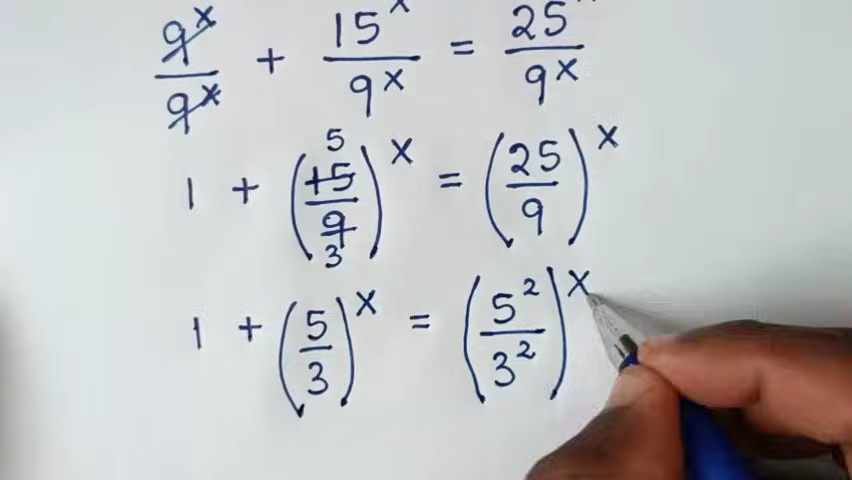 9^x/9^x + 15^x/9^x = 25^x/9^x
1 + (15/9)^x = (25/9)^x 5 3
1 + (5/3)^x = (5^2/3^2)^x